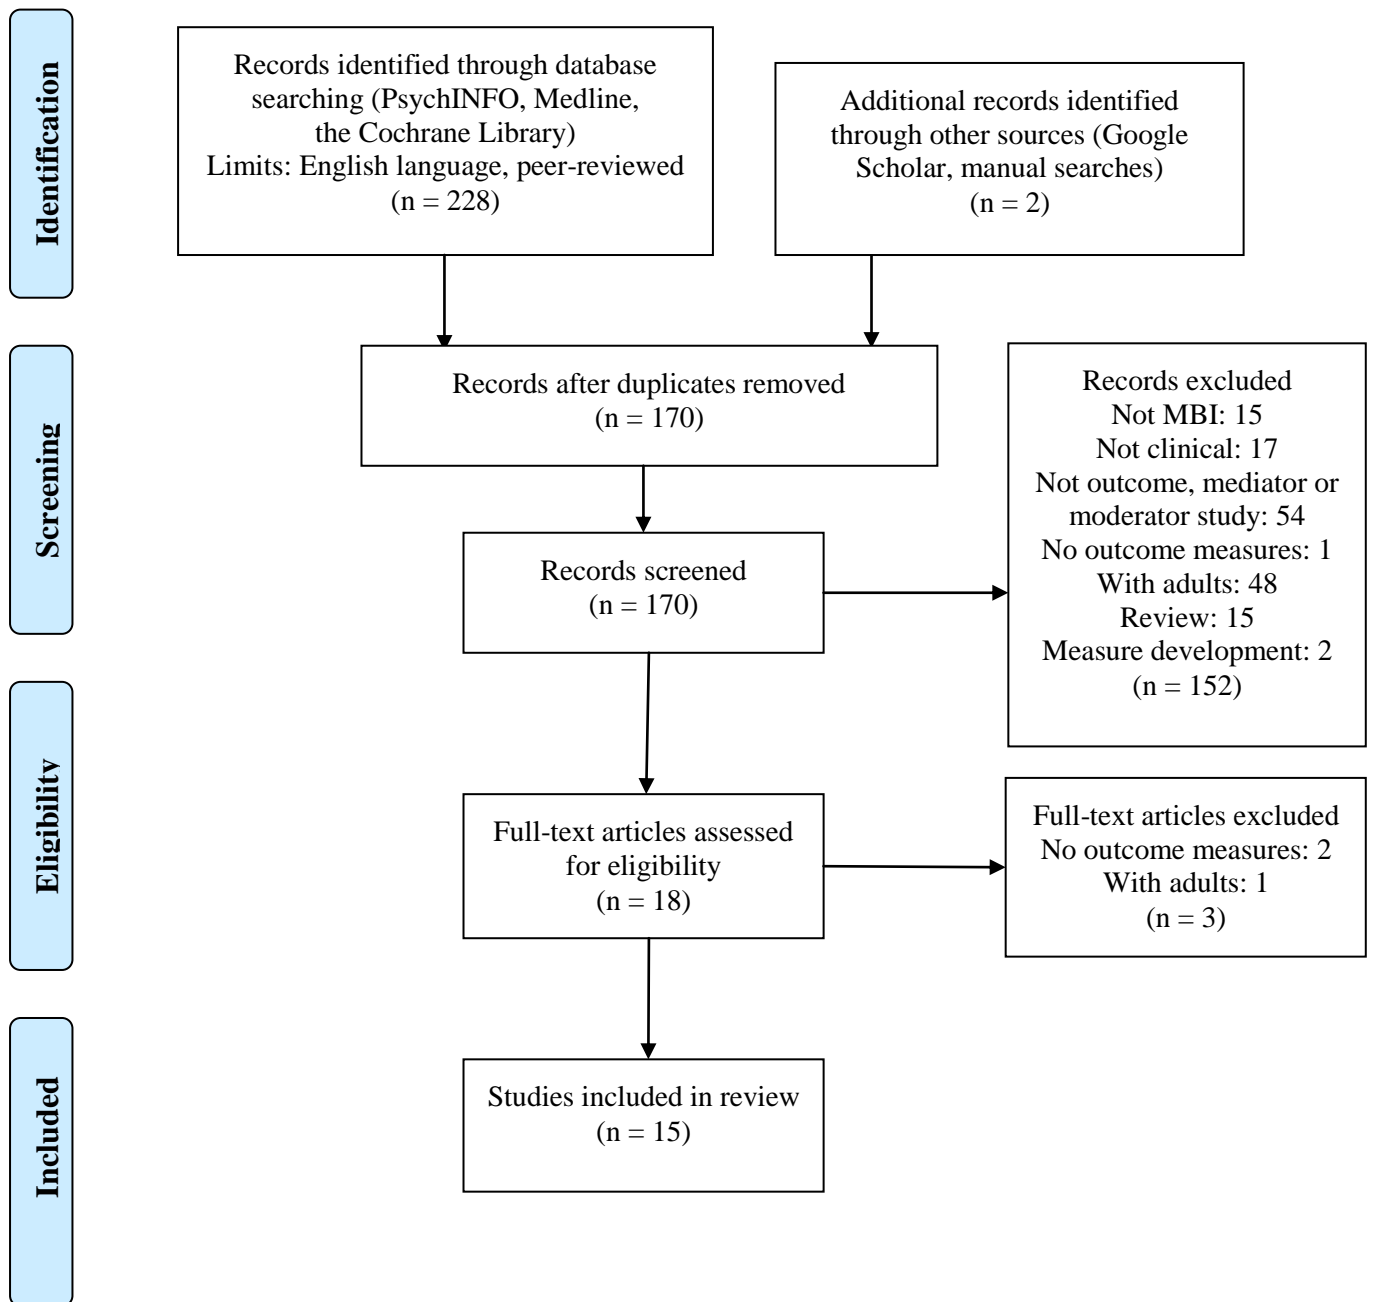 Identification
Records identified through database
searching (PsychINFO, Medline,
the Cochrane Library)
Limits: English language, peer-reviewed
(n = 228)
Additional records identified
through other sources (Google
Scholar, manual searches)
(n = 2)
Screening
Records after duplicates removed
(n = 170)
Records screened
(n = 170)
Records excluded
Not MBI: 15
Not clinical: 17
Not outcome, mediator or
moderator study: 54
No outcome measures: 1
With adults: 48
Review: 15
Measure development: 2
(n = 152)
Eligibility
Full-text articles assessed
for eligibility
(n = 18)
Full-text articles excluded
No outcome measures: 2
With adults: 1
(n = 3)
Included
Studies included in review
(n = 15)